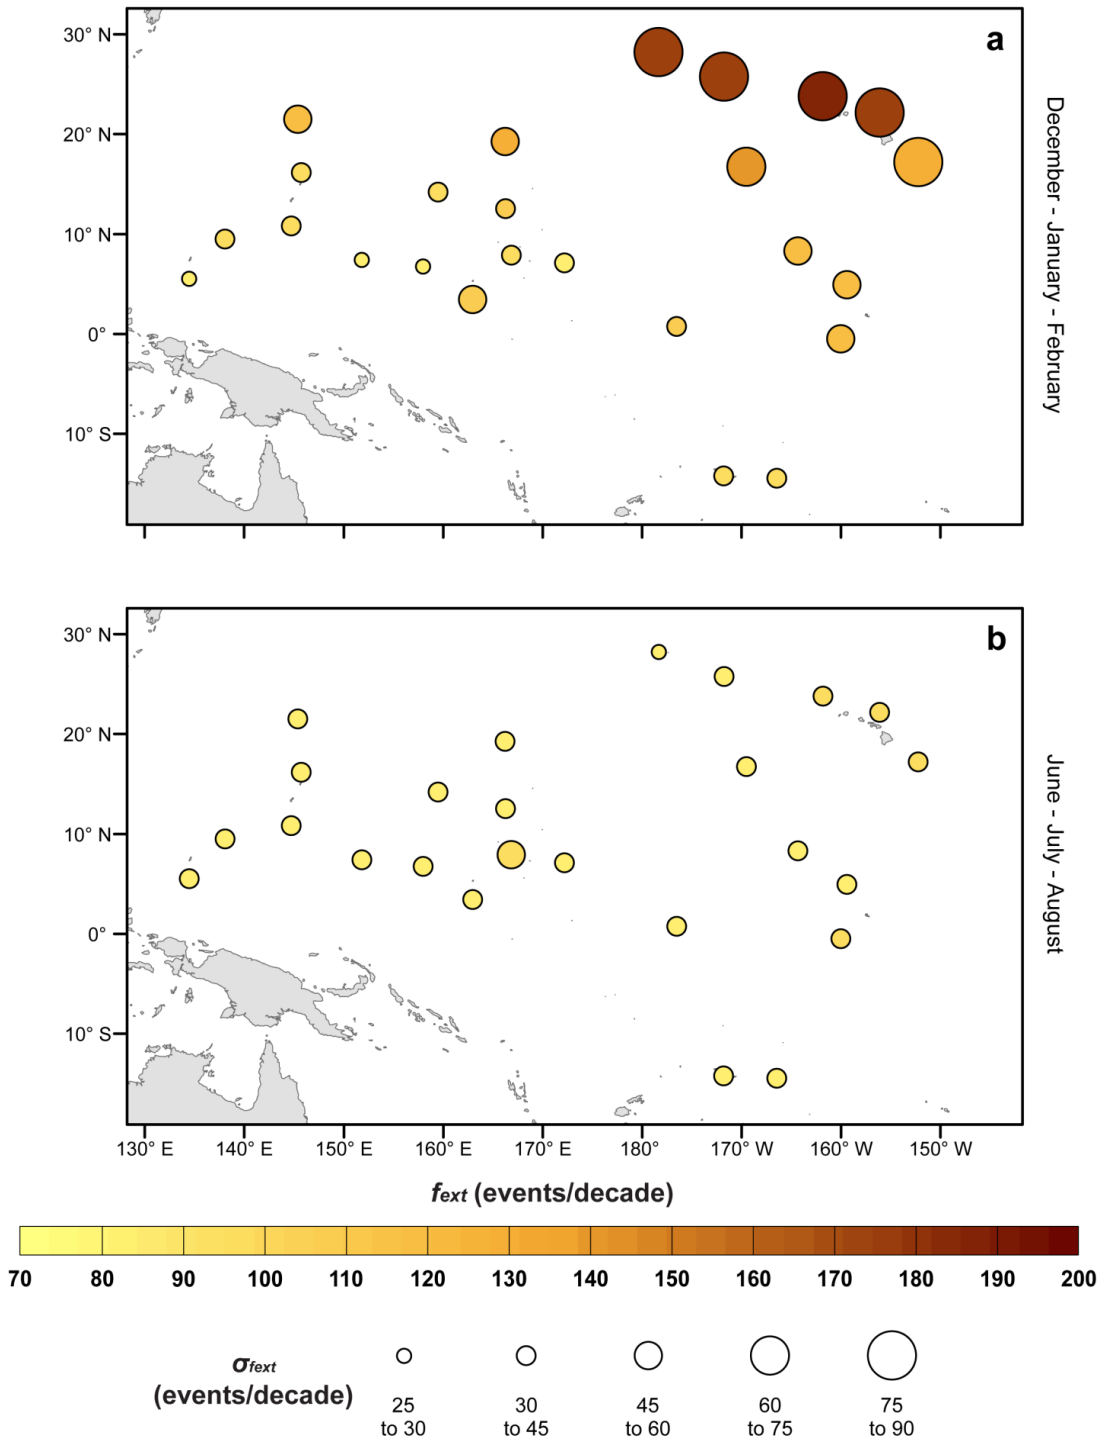 a
30° N
20° N
10° N
0°
10° S
December - January - February
b
30° N
20° N
10° N
0°
10° S
June - July - August
130° E 140° E 150° E 160° E 170° E 180° 170° W 160° W 150° W
fext (events/decade)
70 80 90 100 110 120 130 140 150 160 170 180 190 200
σfext
(events/decade)
25 30 45 60 75
to 30 to 45 to 60 to 75 to 90